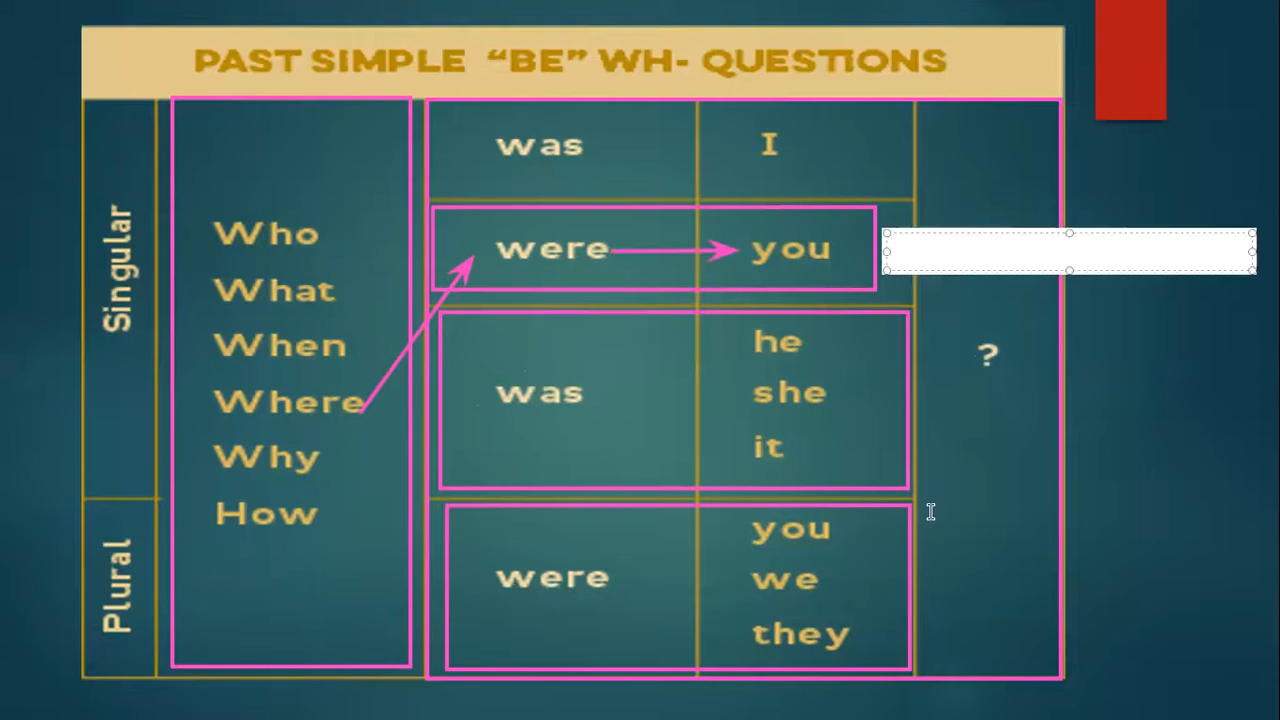 PAST SIMPLE “BE” WH- QUESTIONS
Singular
Who
What
When
Where
Why
How
was I
were you
was
he
she
it
?
Plural
were
you
we
they